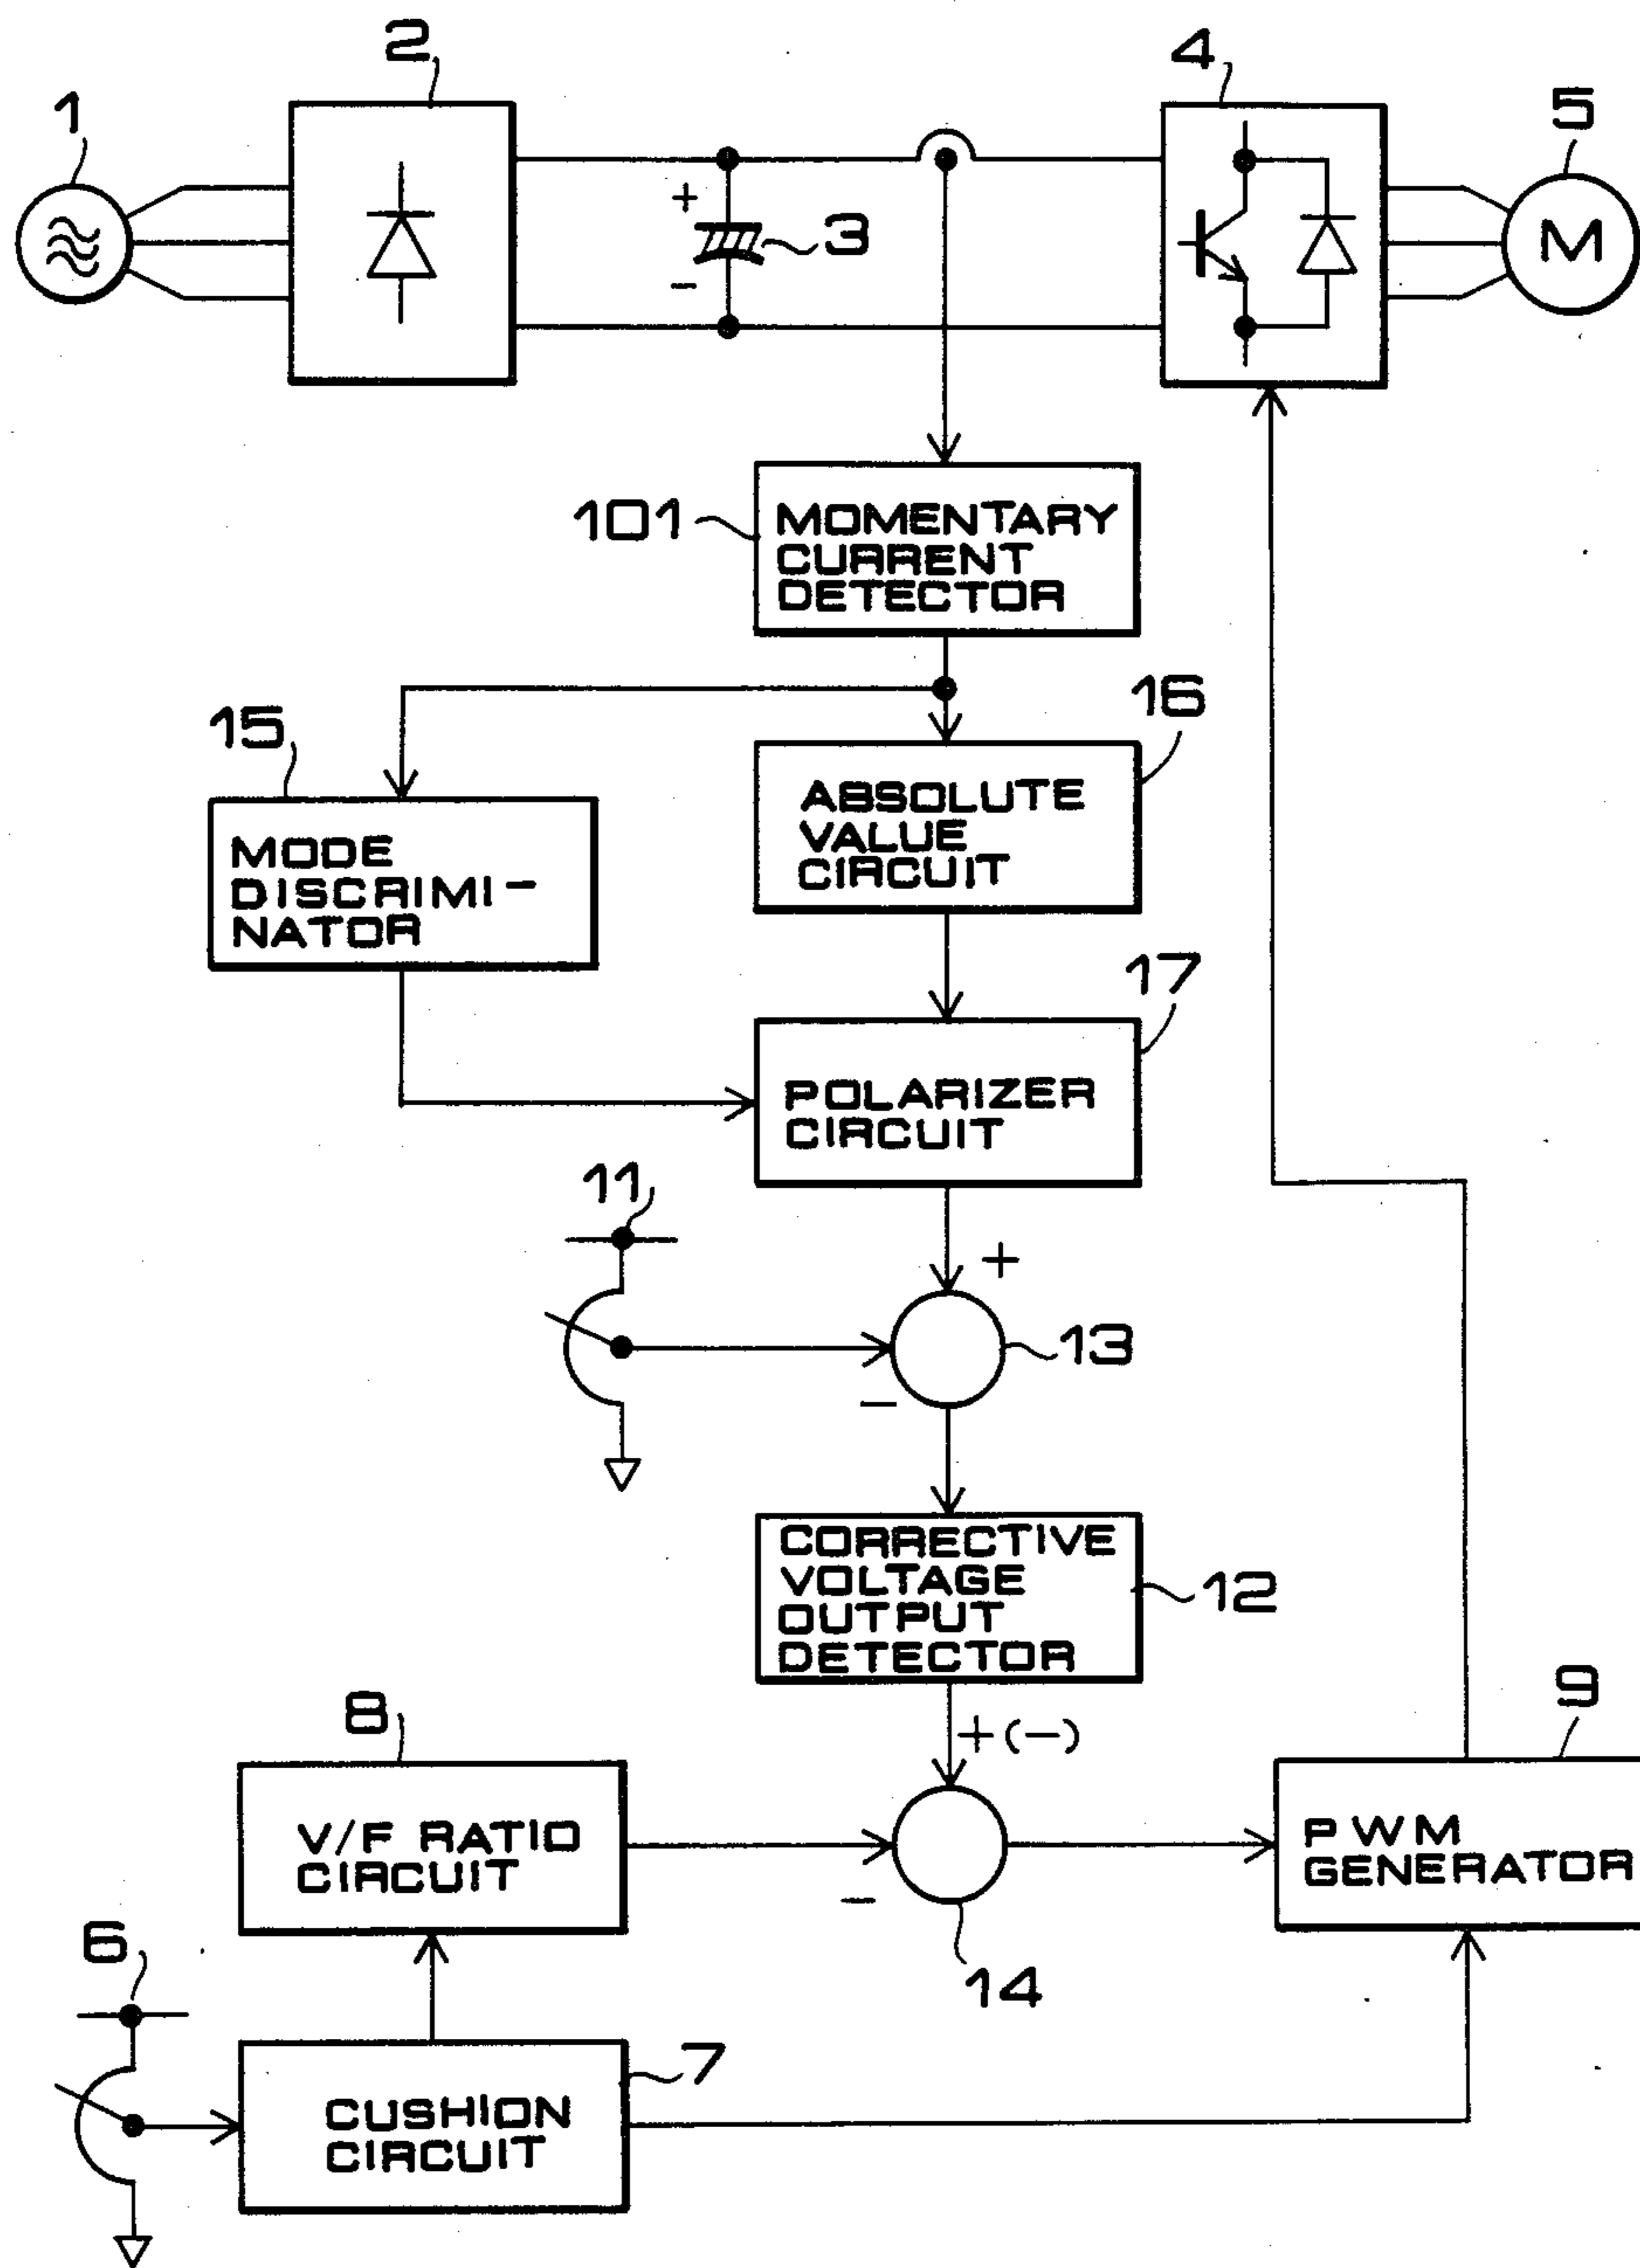 2
4
1
5
+
3
−
M
101
MOMENTARY
CURRENT
DETECTOR
16
15
ABSOLUTE
VALUE
CIRCUIT
MODE
DISCRIMI-
NATOR
17
POLARIZER
CIRCUIT
11
+
13
−
CORRECTIVE
VOLTAGE
OUTPUT
DETECTOR
12
+(−)
8
9
V/F RATIO
CIRCUIT
PWM
GENERATOR
−
14
6
7
CUSHION
CIRCUIT